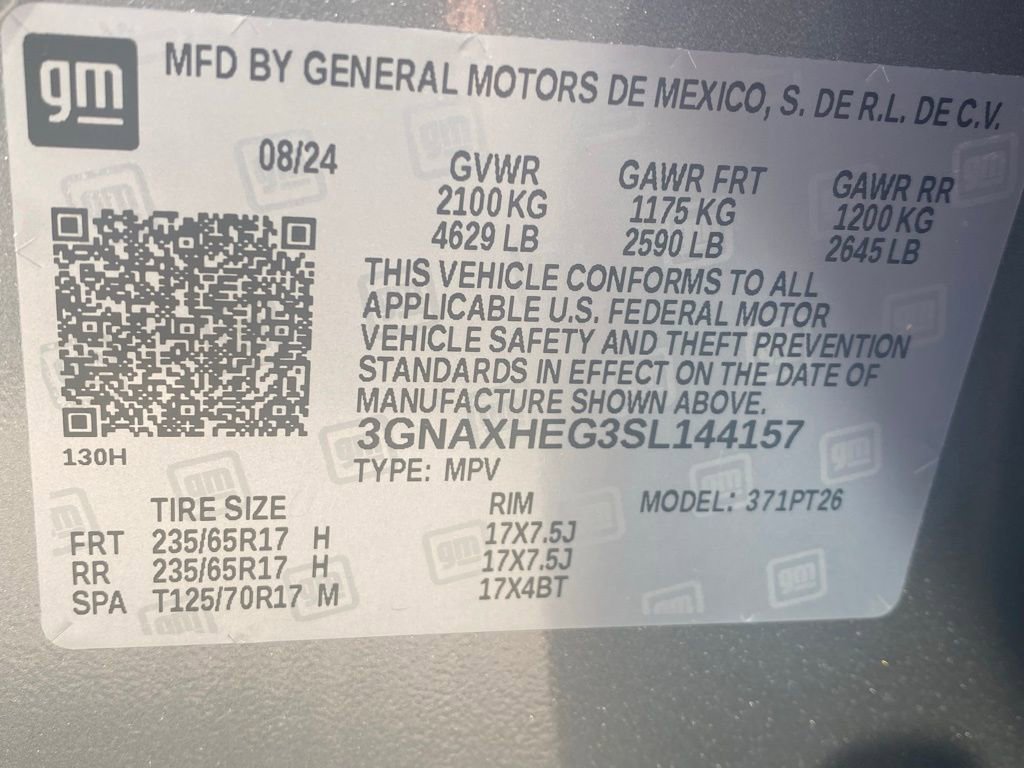 gm MFD BY GENERAL MOTORS DE MEXICO, S. DE R.L. DE C.V.
08/24 GVWR GAWR FRT GAWR RR
2100 KG 1175 KG 1200 KG
4629 LB 2590 LB 2645 LB
THIS VEHICLE CONFORMS TO ALL
APPLICABLE U.S. FEDERAL MOTOR
VEHICLE SAFETY AND THEFT PREVENTION
STANDARDS IN EFFECT ON THE DATE OF
MANUFACTURE SHOWN ABOVE.
3GNAXHEG3SL144157
130H
TYPE: MPV
TIRE SIZE RIM MODEL: 371PT26
FRT 235/65R17 H 17X7.5J
RR 235/65R17 H 17X7.5J
SPA T125/70R17 M 17X4BT